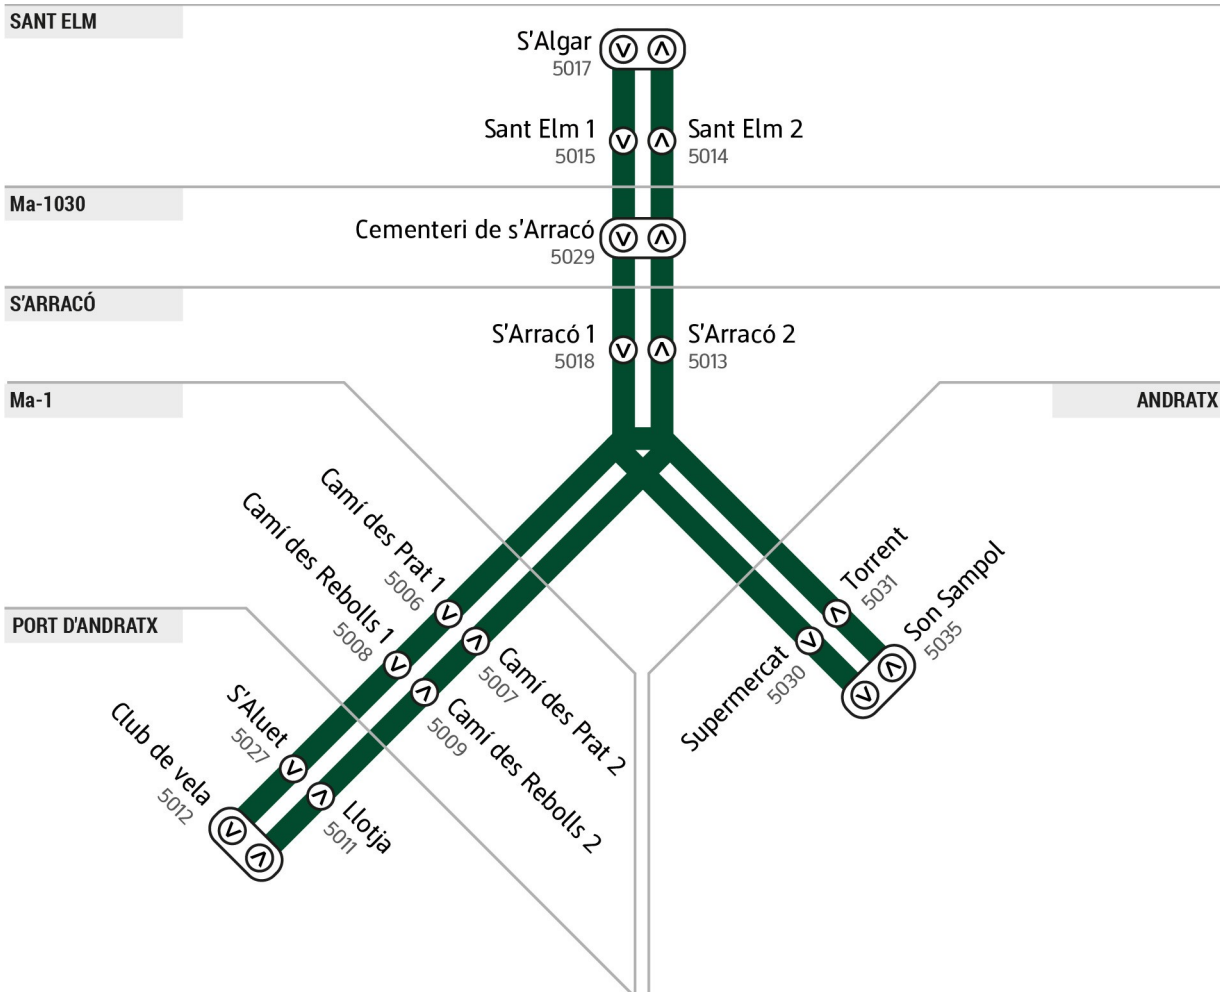 SANT ELM
S'Algar
5017
Sant Elm 1
5015
Sant Elm 2
5014
Ma-1030
Cementeri de s'Arracó
5029
S'ARRACÓ
S'Arracó 1
5018
S'Arracó 2
5013
Ma-1
ANDRATX
Camí des Prat 1
5006
Camí des Rebolls 1
5008
Torrent
5031
Son Sampol
5035
PORT D'ANDRATX
Supermercat
5030
Camí des Prat 2
5007
Camí des Rebolls 2
5009
S'Aluet
5027
Club de vela
5012
Llotja
5011